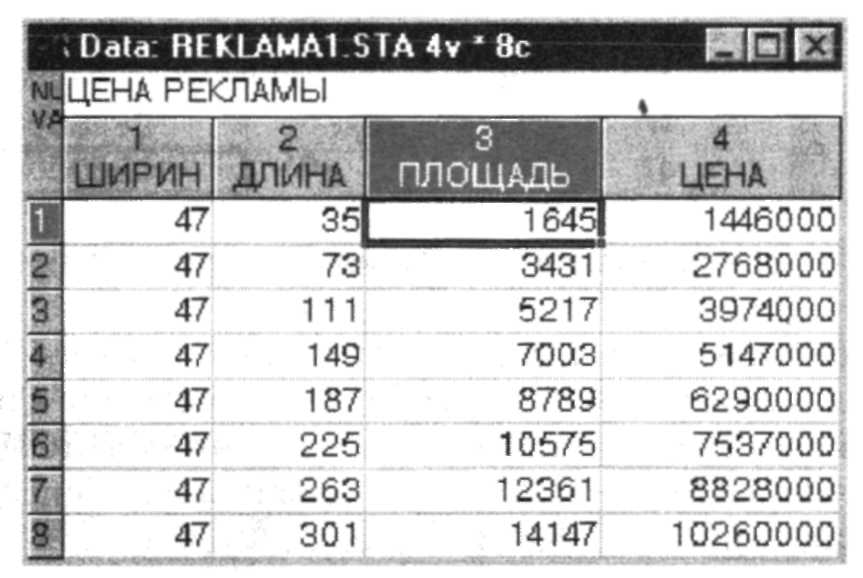 Data: REKLAMA1.STA 4v * 8c
NU ЦЕНА РЕКЛАМЫ
VA 1 2 3 4
ШИРИН ДЛИНА ПЛОЩАДЬ ЦЕНА
1 47 35 1645 1446000
2 47 73 3431 2768000
3 47 111 5217 3974000
4 47 149 7003 5147000
5 47 187 8789 6290000
6 47 225 10575 7537000
7 47 263 12361 8828000
8 47 301 14147 10260000